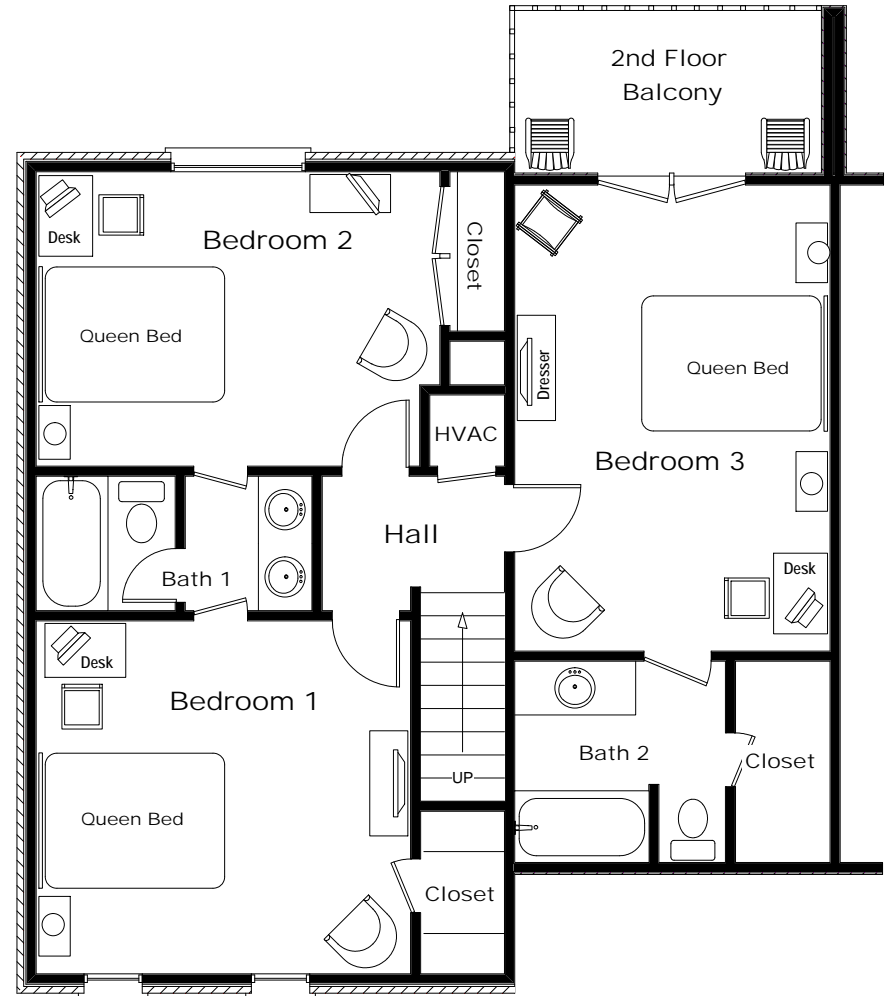 2nd Floor
Balcony
Desk
Bedroom 2
Closet
Queen Bed
Dresser
Queen Bed
HVAC
Bedroom 3
Hall
Bath 1
Desk
Desk
Bedroom 1
Bath 2
Closet
UP
Queen Bed
Closet